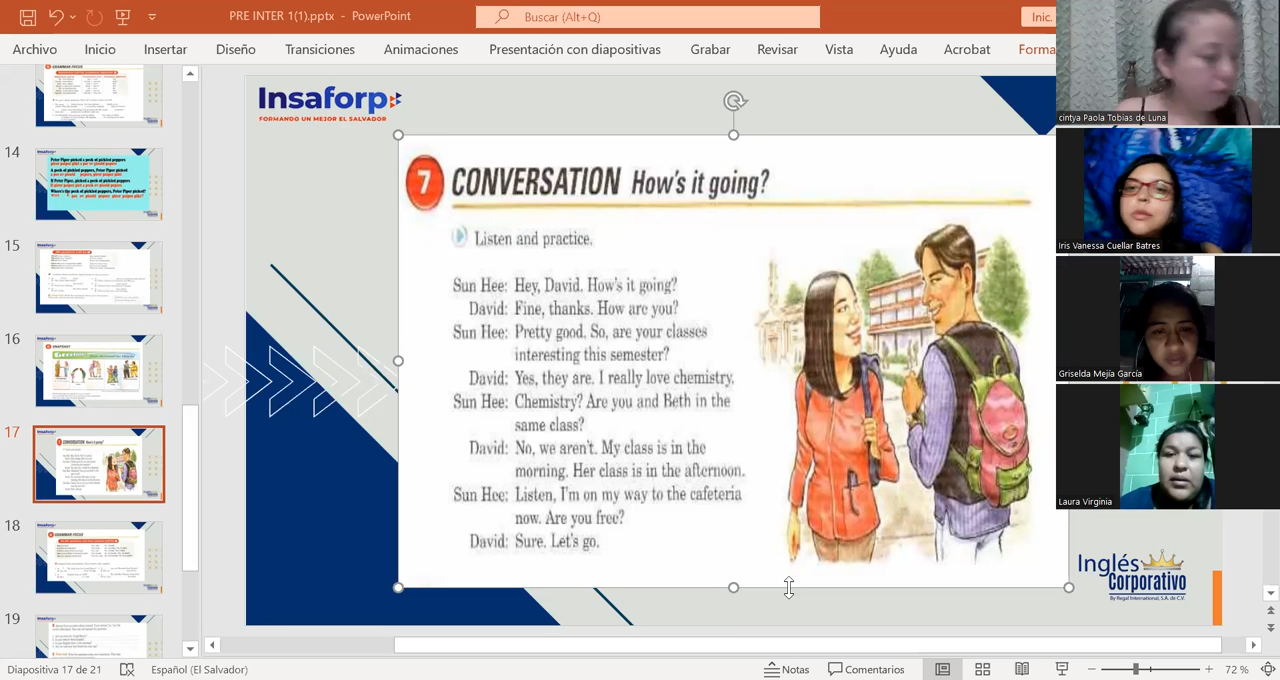 PRE INTER 1(1).pptx - PowerPoint
Buscar (Alt+Q)
Inic.
Archivo Inicio Insertar Diseño Transiciones Animaciones Presentación con diapositivas Grabar Revisar Vista Ayuda Acrobat Forma
14
15
16
17
18
19
Insaforp
FORMANDO UN MEJOR EL SALVADOR
7 CONVERSATION How's it going?
Listen and practice.
Sun Hee: Hey, David. How's it going?
David: Fine, thanks. How are you?
Sun Hee: Pretty good. So, are your classes
interesting this semester?
David: Yes, they are. I really love chemistry.
Sun Hee: Chemistry? Are you and Beth in the
same class?
David: No, we aren't. My class is in the
morning. Her class is in the afternoon.
Sun Hee: Listen, I'm on my way to the cafeteria
now. Are you free?
David: Sure. Let's go.
Inglés
Corporativo
By Regal International, S.A. de C.V.
cintya Paola Tobias de Luna
Iris Vanessa Cuellar Batres
Griselda Mejía García
Laura Virginia
Diapositiva 17 de 21
Español (El Salvador)
Notas
Comentarios
72 %